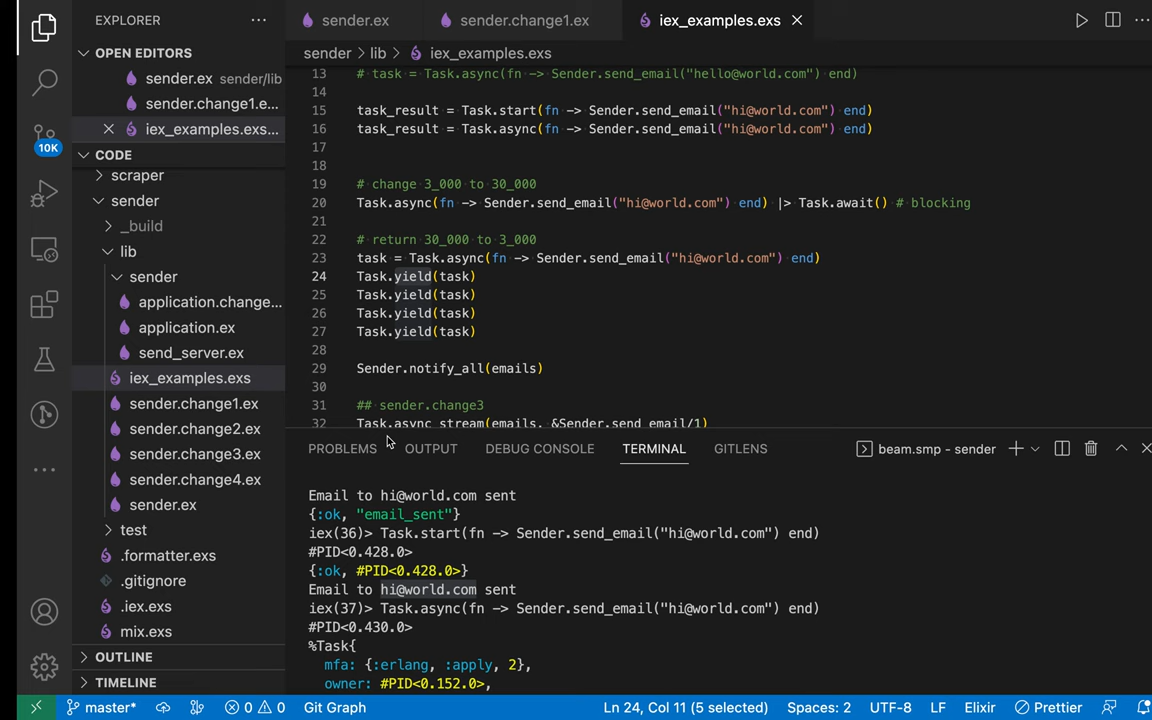 EXPLORER
OPEN EDITORS
sender.ex sender/lib
sender.change1.e...
iex_examples.exs...
CODE
scraper
sender
_build
lib
sender
application.change...
application.ex
send_server.ex
iex_examples.exs
sender.change1.ex
sender.change2.ex
sender.change3.ex
sender.change4.ex
sender.ex
test
.formatter.exs
.gitignore
.iex.exs
mix.exs
OUTLINE
TIMELINE
10K
sender.ex sender.change1.ex iex_examples.exs
sender > lib > iex_examples.exs
13 # task = Task.async(fn -> Sender.send_email("hello@world.com") end)
14
15 task_result = Task.start(fn -> Sender.send_email("hi@world.com") end)
16 task_result = Task.async(fn -> Sender.send_email("hi@world.com") end)
17
18
19 # change 3_000 to 30_000
20 Task.async(fn -> Sender.send_email("hi@world.com") end) |> Task.await() # blocking
21
22 # return 30_000 to 3_000
23 task = Task.async(fn -> Sender.send_email("hi@world.com") end)
24 Task.yield(task)
25 Task.yield(task)
26 Task.yield(task)
27 Task.yield(task)
28
29 Sender.notify_all(emails)
30
31 ## sender.change3
32 Task.async_stream(emails, &Sender.send_email/1)
PROBLEMS OUTPUT DEBUG CONSOLE TERMINAL GITLENS beam.smp - sender
Email to hi@world.com sent
{:ok, "email_sent"}
iex(36)> Task.start(fn -> Sender.send_email("hi@world.com") end)
#PID<0.428.0>
{:ok, #PID<0.428.0>}
Email to hi@world.com sent
iex(37)> Task.async(fn -> Sender.send_email("hi@world.com") end)
#PID<0.430.0>
%Task{
mfa: {:erlang, :apply, 2},
owner: #PID<0.152.0>,
master* 0 0 Git Graph Ln 24, Col 11 (5 selected) Spaces: 2 UTF-8 LF Elixir Prettier